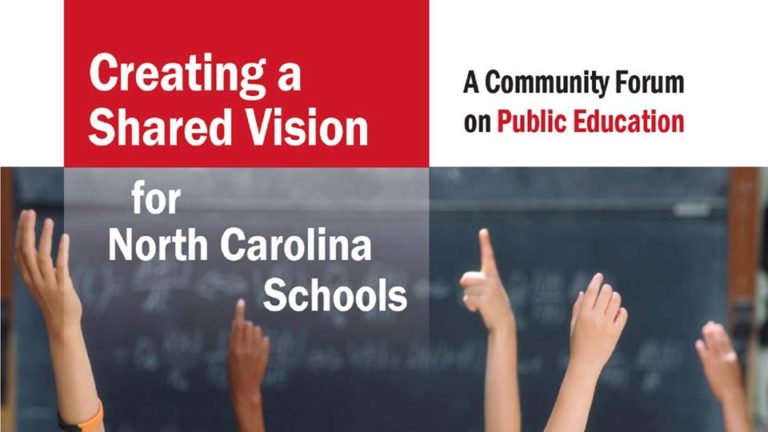 Creating a
Shared Vision
for
North Carolina
Schools
A Community Forum
on Public Education